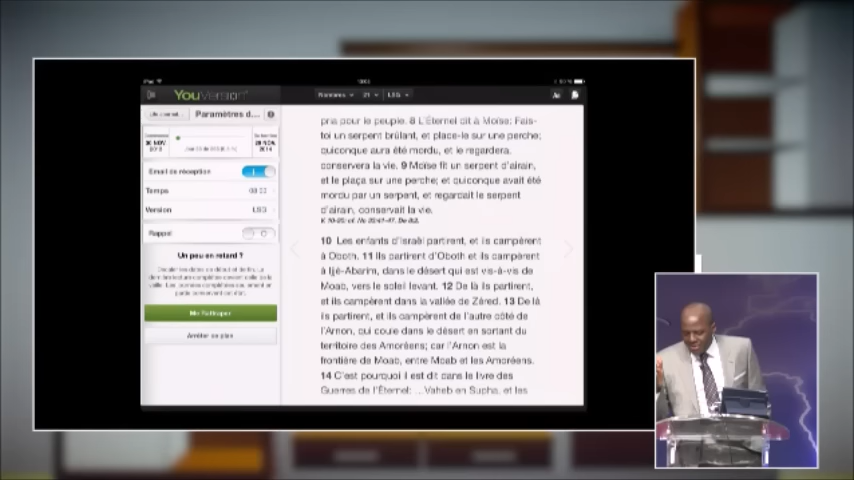 YouVersion
Nombres 21 LSG Aa
Paramètres d...
30 NOV
2013
29 NOV.
2014
Email de réception
Temps
Version LSG
Rappel
Un peu en retard ?
Me Rattraper
Arrêter ce plan
pria pour le peuple. 8 L'Éternel dit à Moïse: Fais-
toi un serpent brûlant, et place-le sur une perche;
quiconque aura été mordu, et le regardera,
conservera la vie. 9 Moïse fit un serpent d'airain,
et le plaça sur une perche; et quiconque avait été
mordu par un serpent, et regardait le serpent
d'airain, conservait la vie.
10 Les enfants d'Israël partirent, et ils campèrent
à Oboth. 11 Ils partirent d'Oboth et ils campèrent
à Ijjé-Abarim, dans le désert qui est vis-à-vis de
Moab, vers le soleil levant. 12 De là ils partirent,
et ils campèrent dans la vallée de Zéred. 13 De là
ils partirent, et ils campèrent de l'autre côté de
l'Arnon, qui coule dans le désert en sortant du
territoire des Amoréens; car l'Arnon est la
frontière de Moab, entre Moab et les Amoréens.
14 C'est pourquoi il est dit dans le livre des
Guerres de l'Éternel: ... Vaheb en Supha, et les